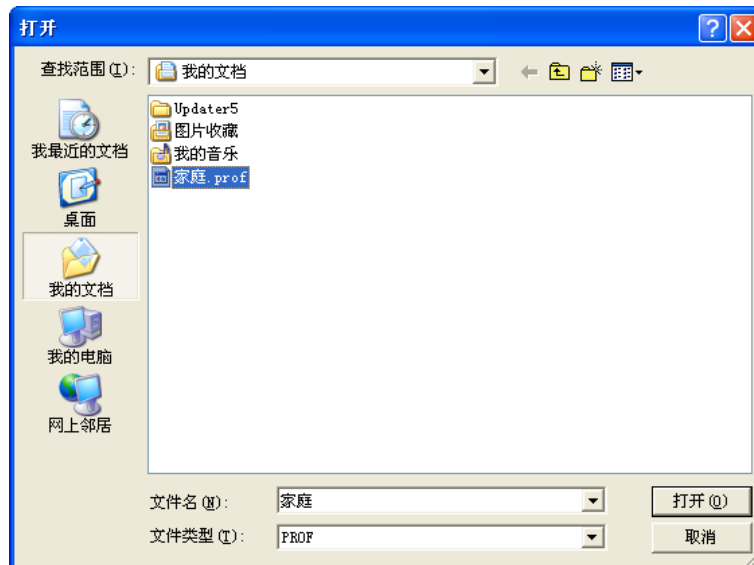 打开
查找范围(I):
我的文档
Updater5
图片收藏
我的音乐
家庭.prof
我最近的文档
桌面
我的文档
我的电脑
网上邻居
文件名(N):
家庭
打开(O)
文件类型(T):
PROF
取消